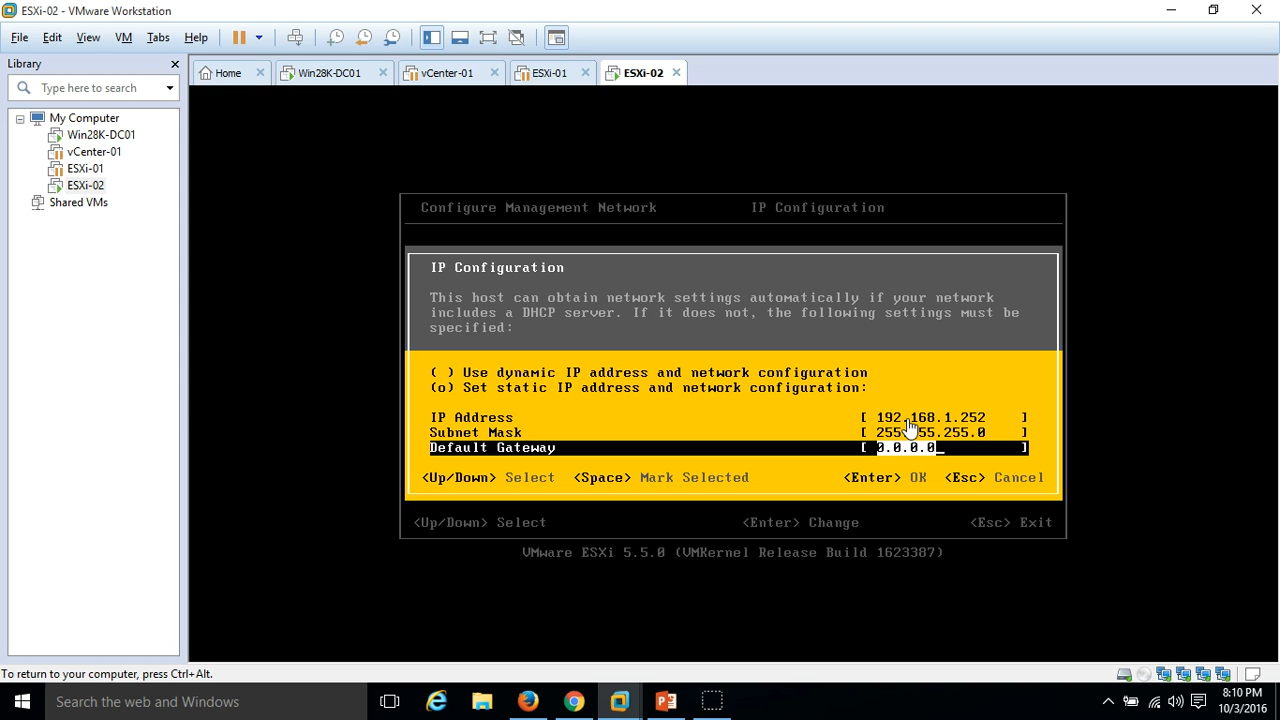 ESXi-02 - VMware Workstation
File Edit View VM Tabs Help
Library
Home Win28K-DC01 vCenter-01 ESXi-01 ESXi-02
Type here to search
My Computer
Win28K-DC01
vCenter-01
ESXi-01
ESXi-02
Shared VMs
Configure Management Network IP Configuration
IP Configuration
This host can obtain network settings automatically if your network
includes a DHCP server. If it does not, the following settings must be
specified:
( ) Use dynamic IP address and network configuration
(o) Set static IP address and network configuration:
IP Address [ 192.168.1.252 ]
Subnet Mask [ 255.255.255.0 ]
Default Gateway [ 0.0.0.0_ ]
<Up/Down> Select <Space> Mark Selected <Enter> OK <Esc> Cancel
<Up/Down> Select <Enter> Change <Esc> Exit
VMware ESXi 5.5.0 (VMKernel Release Build 1623387)
To return to your computer, press Ctrl+Alt.
Search the web and Windows
8:10 PM
10/3/2016